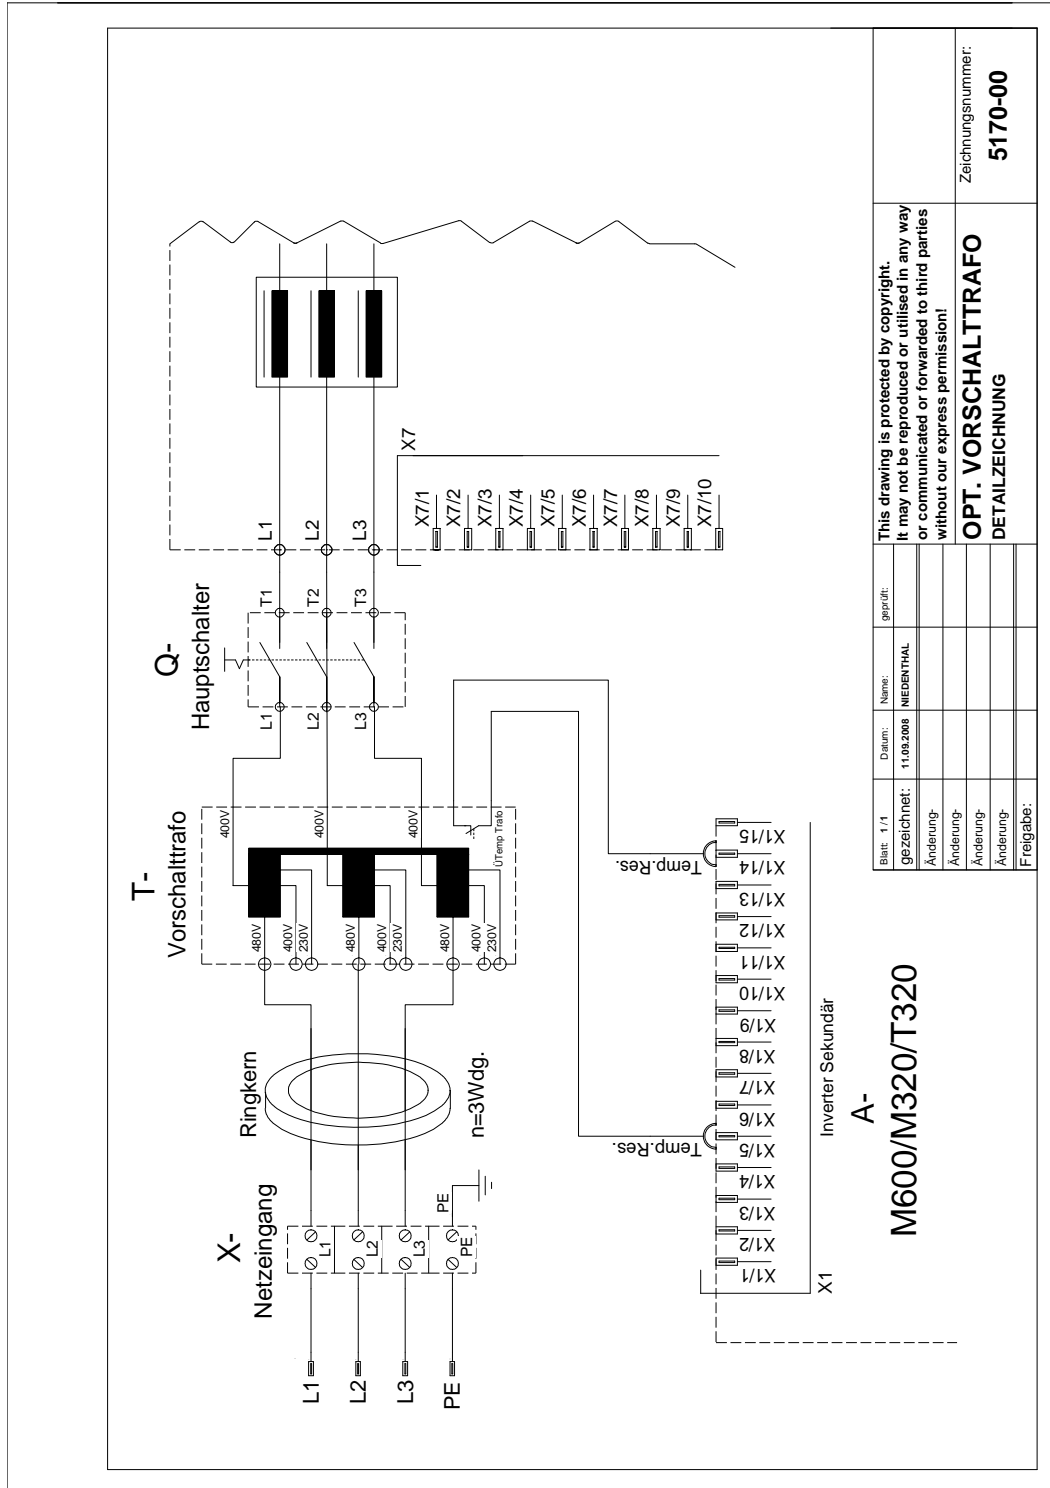 X-
Netzeingang
L1
L2
L3
PE
L1
L2
L3
PE
PE
Ringkern
n=3Wdg.
T-
Vorschalttrafo
480V
400V
230V
480V
400V
230V
480V
400V
230V
400V
400V
400V
ÜTemp Trafo
Q-
Hauptschalter
L1
L2
L3
T1
T2
T3
L1
L2
L3
X7
X7/1
X7/2
X7/3
X7/4
X7/5
X7/6
X7/7
X7/8
X7/9
X7/10
Temp.Res.
Temp.Res.
X1/1
X1/2
X1/3
X1/4
X1/5
X1/6
X1/7
X1/8
X1/9
X1/10
X1/11
X1/12
X1/13
X1/14
X1/15
X1
Inverter Sekundär
A-
M600/M320/T320
Blatt: 1 / 1
Datum:
Name:
geprüft:
gezeichnet:
11.09.2008
NIEDENTHAL
Änderung-
Änderung-
Änderung-
Änderung-
Freigabe:
This drawing is protected by copyright.
It may not be reproduced or utilised in any way
or communicated or forwarded to third parties
without our express permission!
OPT. VORSCHALTTRAFO
DETAILZEICHNUNG
Zeichnungsnummer:
5170-00